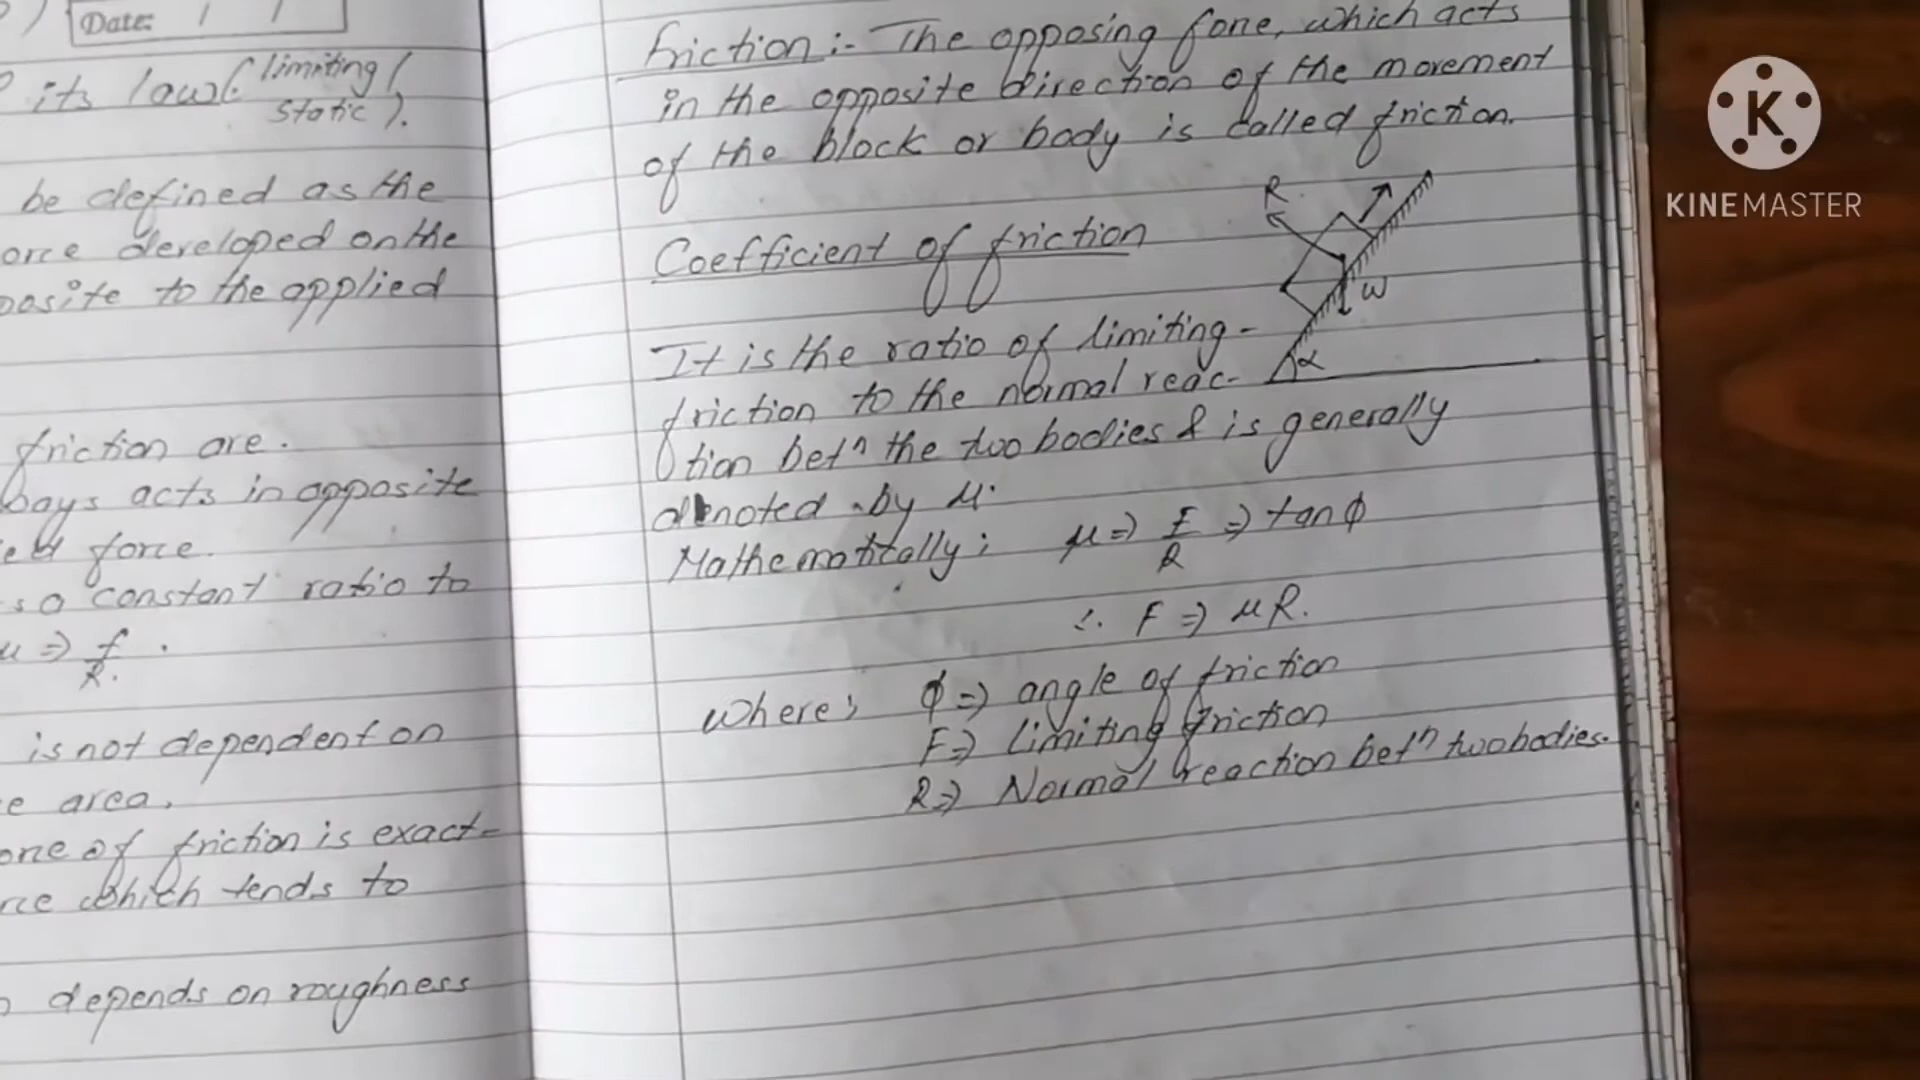 Date: / /
its law( limiting /
static ).
be defined as the
orce developed on the
posite to the applied
friction are.
ways acts in opposite
force.
s a constant ratio to
μ => f
R.
is not dependent on
e area.
orce of friction is exact-
rce which tends to
depends on roughness
friction :- The opposing force, which acts
in the opposite direction of the movement
of the block or body is called friction.
Coefficient of friction
R
W
α
It is the ratio of limiting -
friction to the normal reac-
tion betn the two bodies & is generally
denoted by μ.
Mathematically; μ => F => tanφ
R
∴ F => μR.
Where; φ => angle of friction
F => limiting friction
R => Normal reaction betn two bodies.
K
KINEMASTER